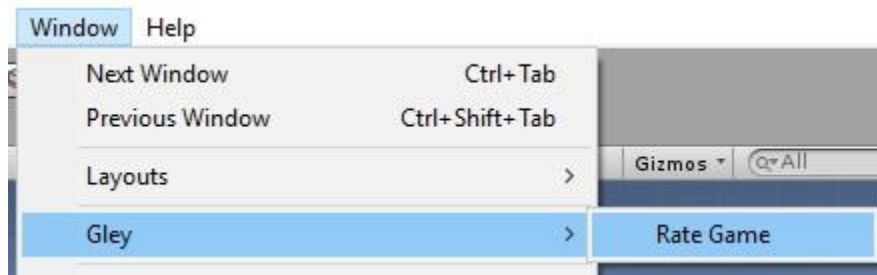 Window Help
Next Window Ctrl+Tab
Previous Window Ctrl+Shift+Tab
Layouts >
Gizmos All
Gley > Rate Game